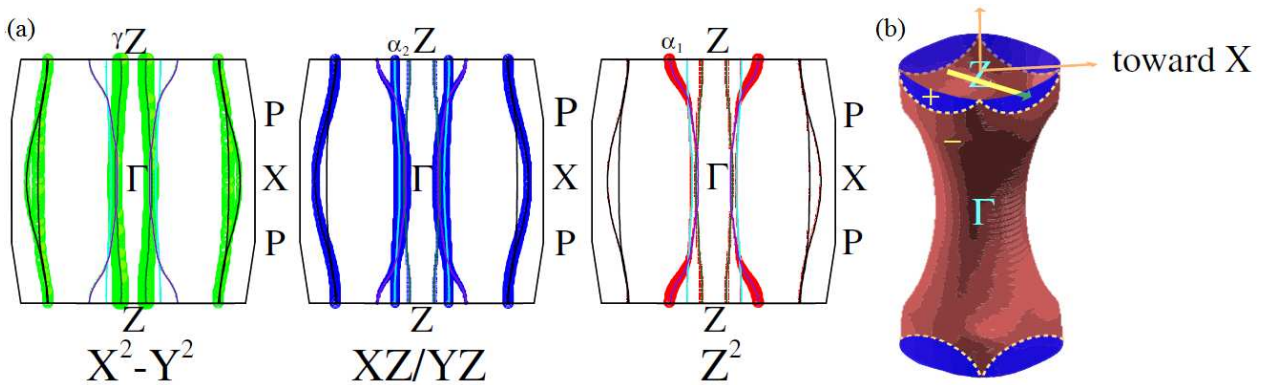 (a)
γZ
P
X
P
Γ
Z
X²-Y²
α₂Z
P
X
P
Γ
Z
XZ/YZ
α₁
Z
P
X
P
Γ
Z
Z²
(b)
Z
toward X
+
−
Γ